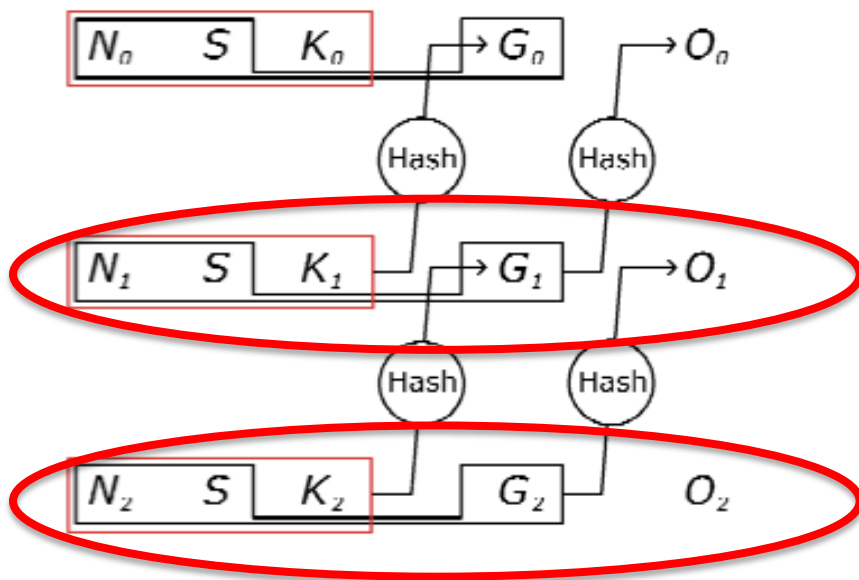 N₀ S K₀ G₀ O₀
Hash Hash
N₁ S K₁ G₁ O₁
Hash Hash
N₂ S K₂ G₂ O₂